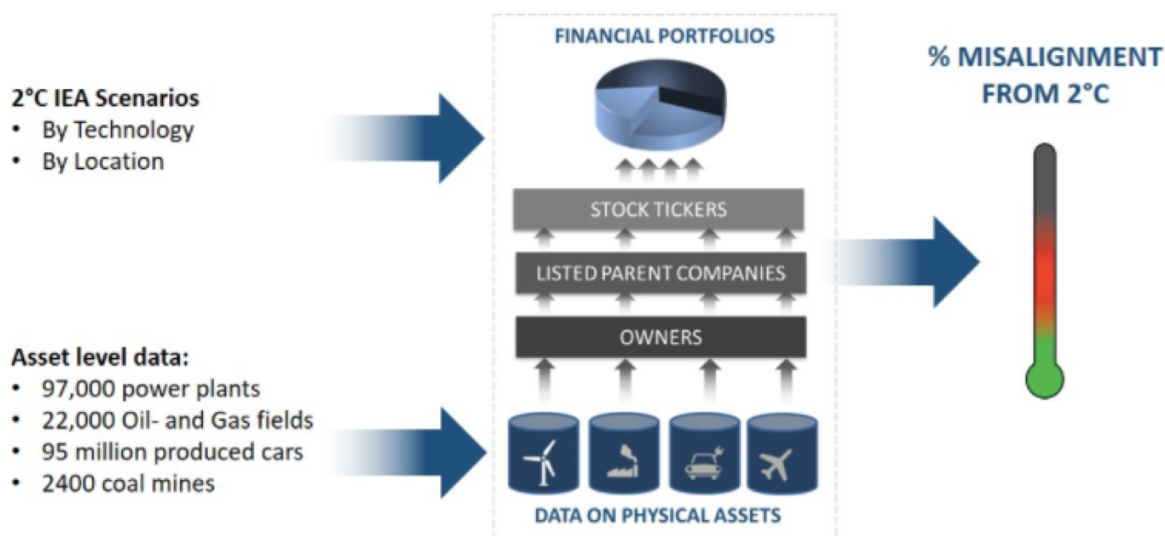 2°C IEA Scenarios
• By Technology
• By Location
Asset level data:
• 97,000 power plants
• 22,000 Oil- and Gas fields
• 95 million produced cars
• 2400 coal mines
FINANCIAL PORTFOLIOS
STOCK TICKERS
LISTED PARENT COMPANIES
OWNERS
DATA ON PHYSICAL ASSETS
% MISALIGNMENT
FROM 2°C